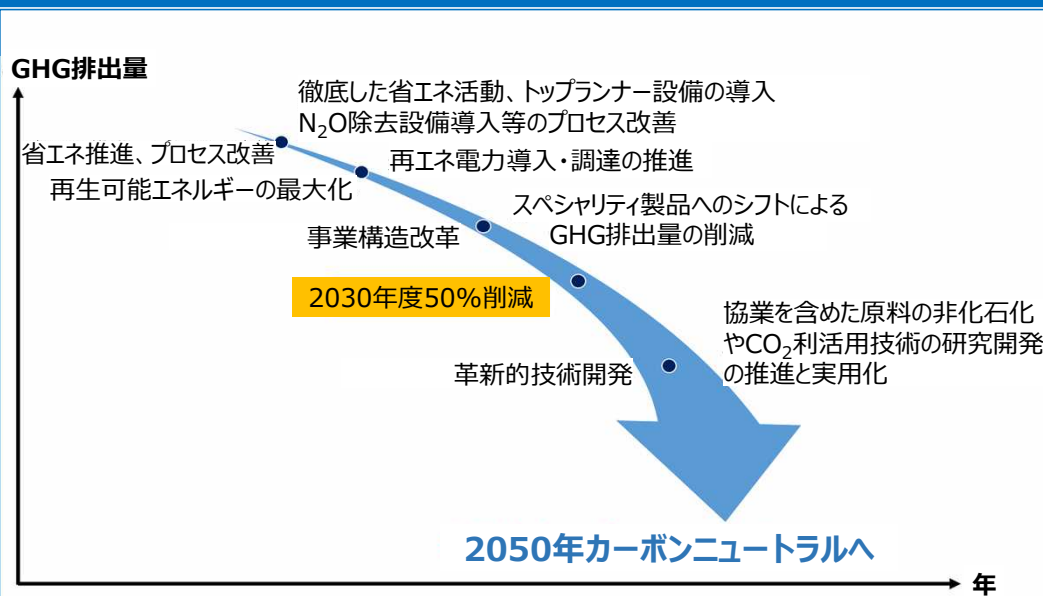 GHG排出量
徹底した省エネ活動、トップランナー設備の導入
N₂O除去設備導入等のプロセス改善
省エネ推進、プロセス改善
再エネ電力導入・調達の推進
再生可能エネルギーの最大化
スペシャリティ製品へのシフトによる
GHG排出量の削減
事業構造改革
2030年度50%削減
協業を含めた原料の非化石化
やCO₂利活用技術の研究開発
の推進と実用化
革新的技術開発
2050年カーボンニュートラルへ
年